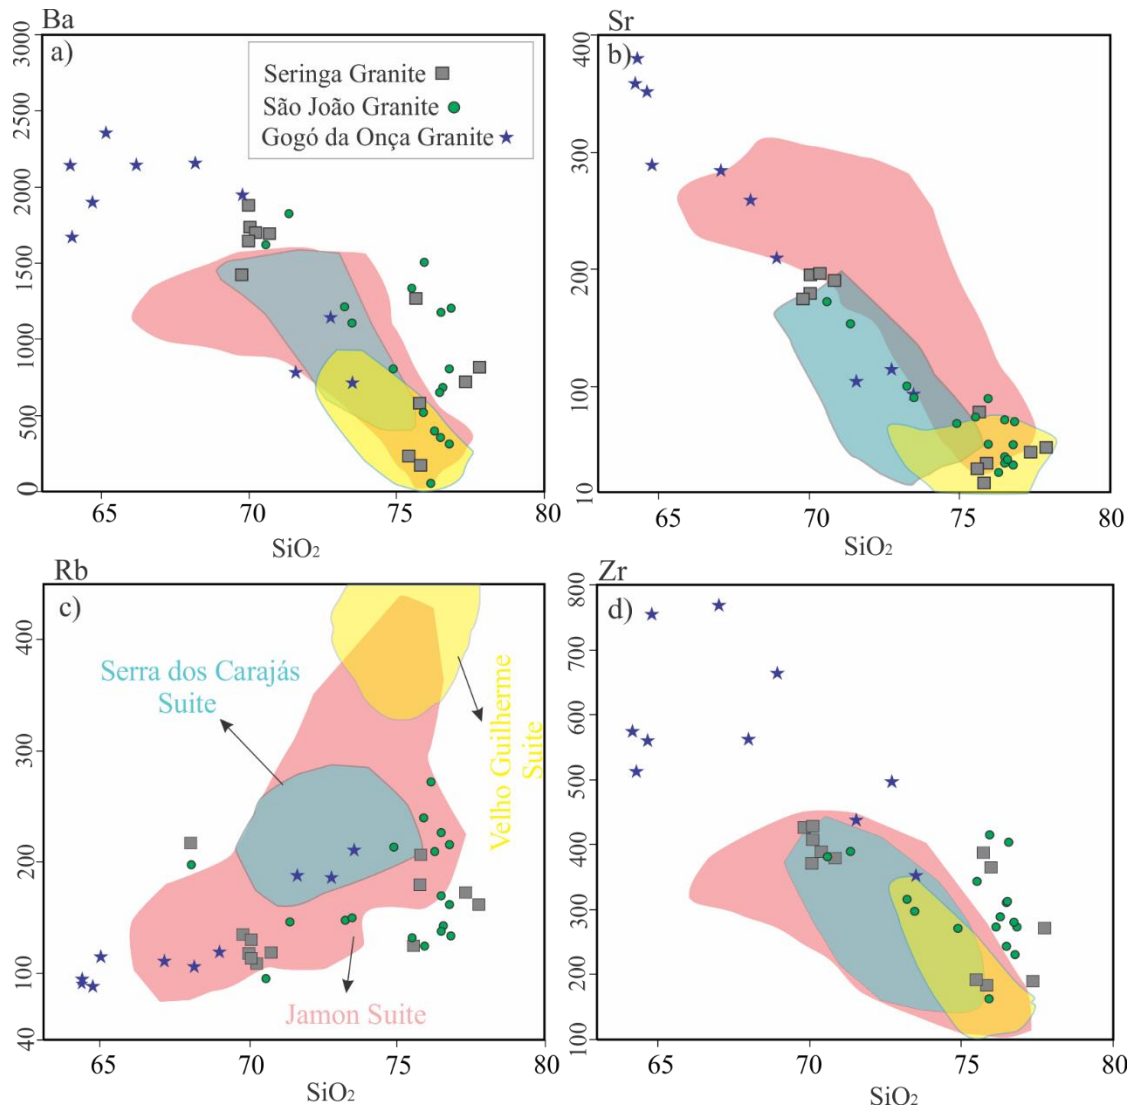 Ba
a)
3000
2500
2000
1500
1000
500
0
65
70
75
80
SiO2
Seringa Granite
São João Granite
Gogó da Onça Granite
Sr
b)
400
300
200
100
10
65
70
75
80
SiO2
Rb
c)
400
300
200
100
40
65
70
75
80
SiO2
Serra dos Carajás
Suite
Velho Guilherme
Suite
Jamon Suite
Zr
d)
800
700
600
500
400
300
200
100
65
70
75
80
SiO2